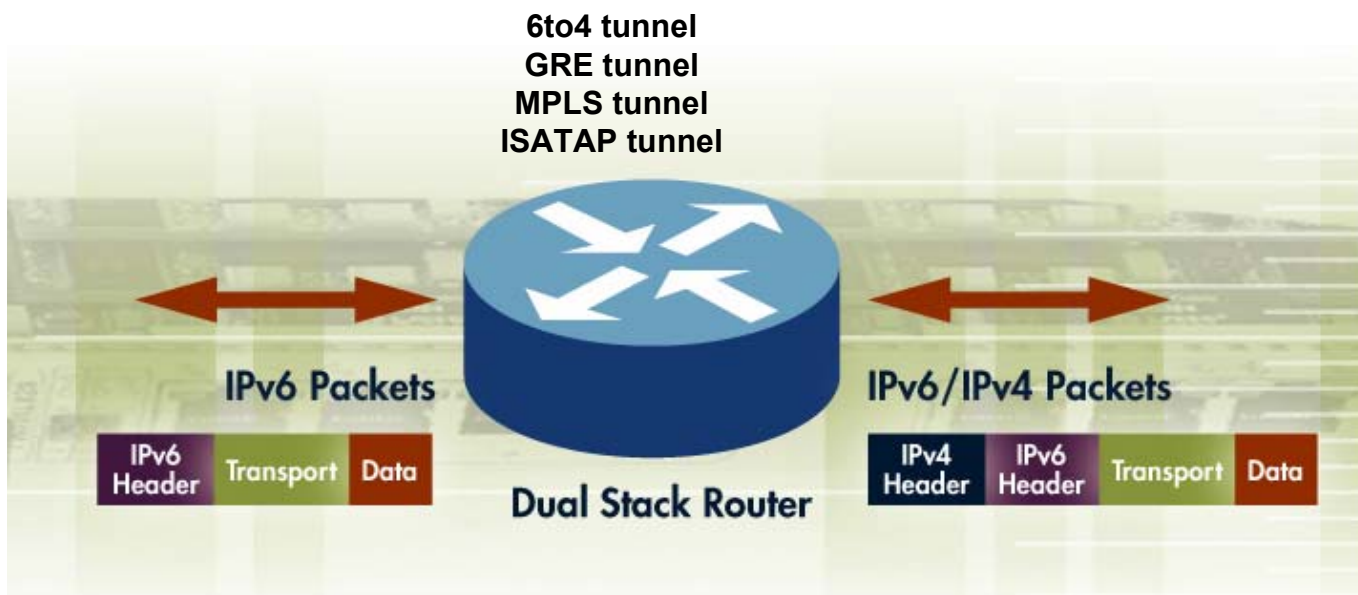 6to4 tunnel
GRE tunnel
MPLS tunnel
ISATAP tunnel
IPv6 Packets
IPv6/IPv4 Packets
IPv6
Header
Transport
Data
IPv4
Header
IPv6
Header
Transport
Data
Dual Stack Router